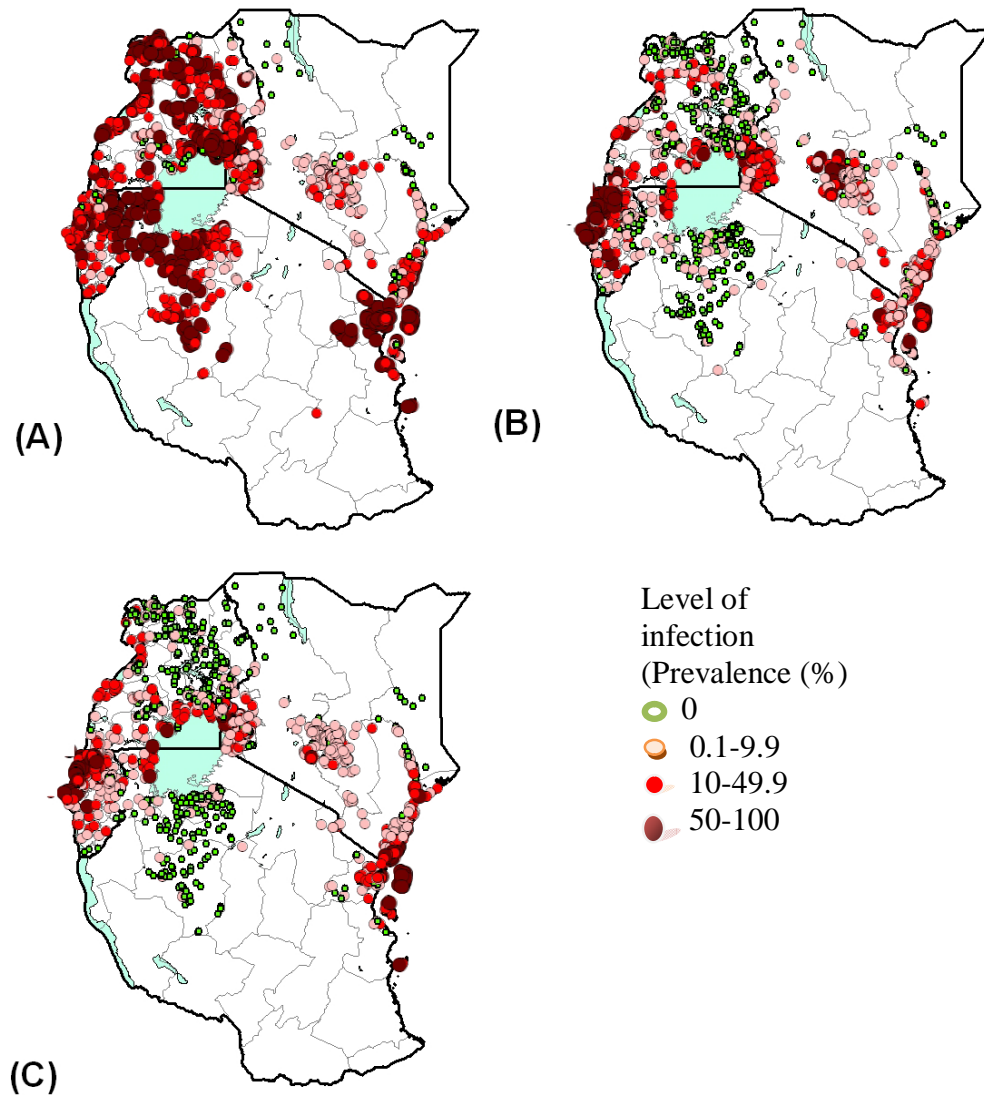 (A)
(B)
(C)
Level of
infection
(Prevalence (%)
0
0.1-9.9
10-49.9
50-100